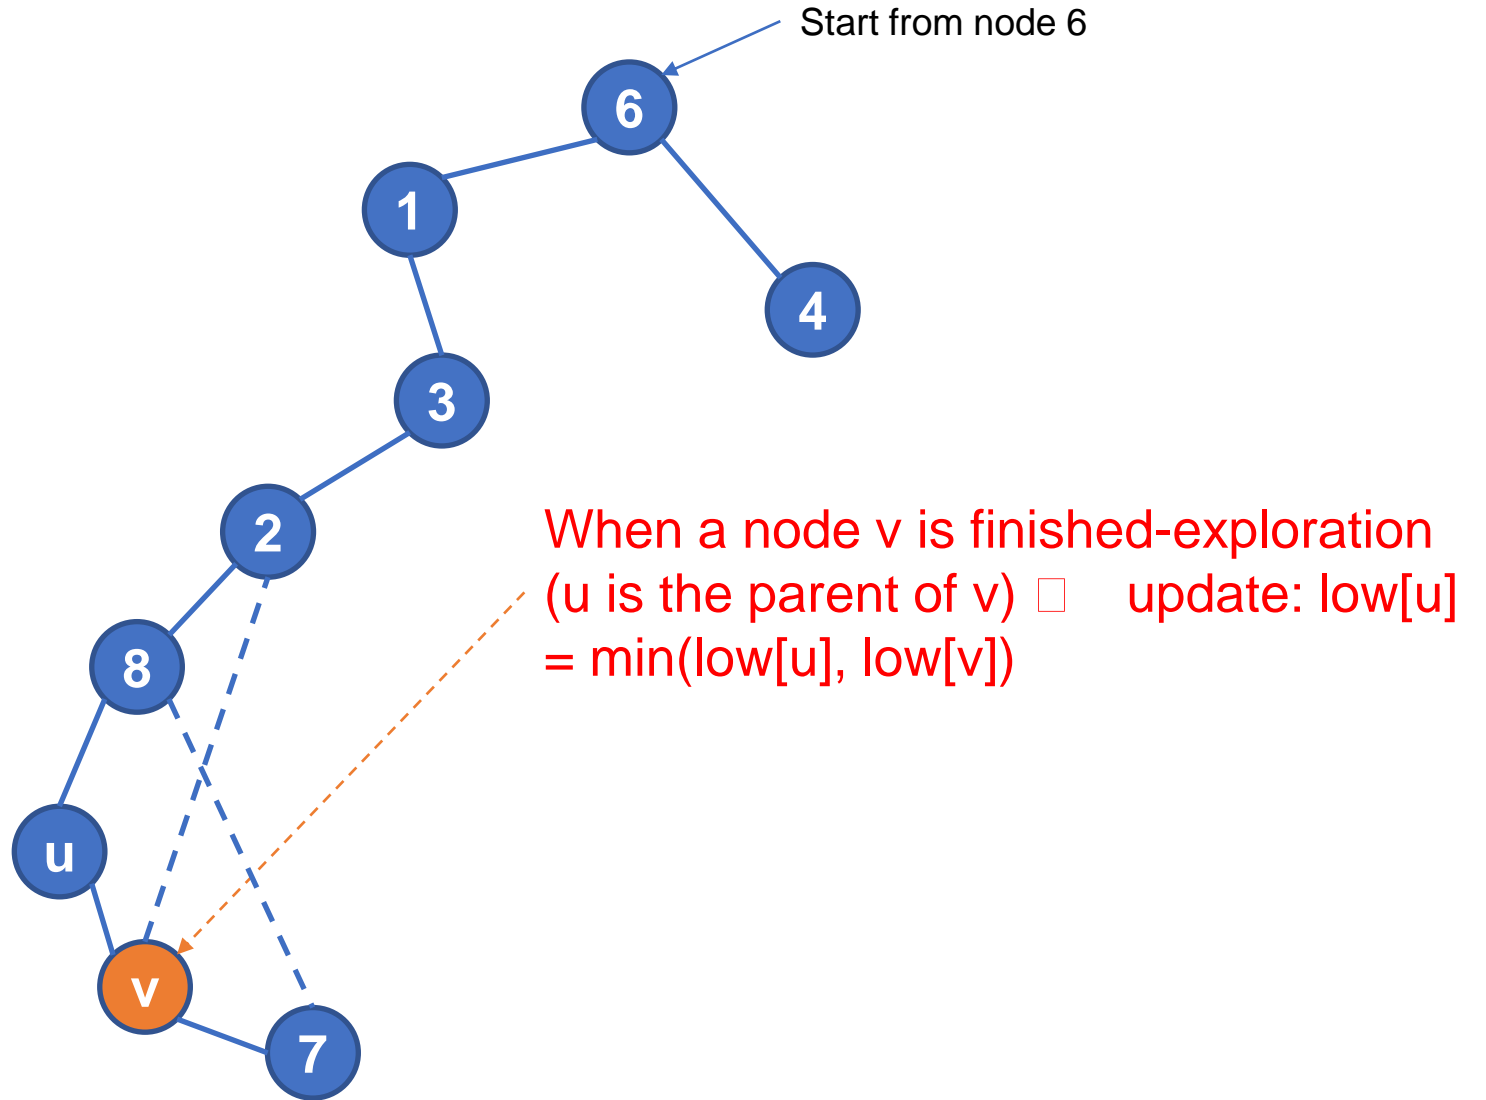 Start from node 6
6
1
4
3
2
When a node v is finished-exploration
(u is the parent of v) □ update: low[u]
= min(low[u], low[v])
8
u
v
7